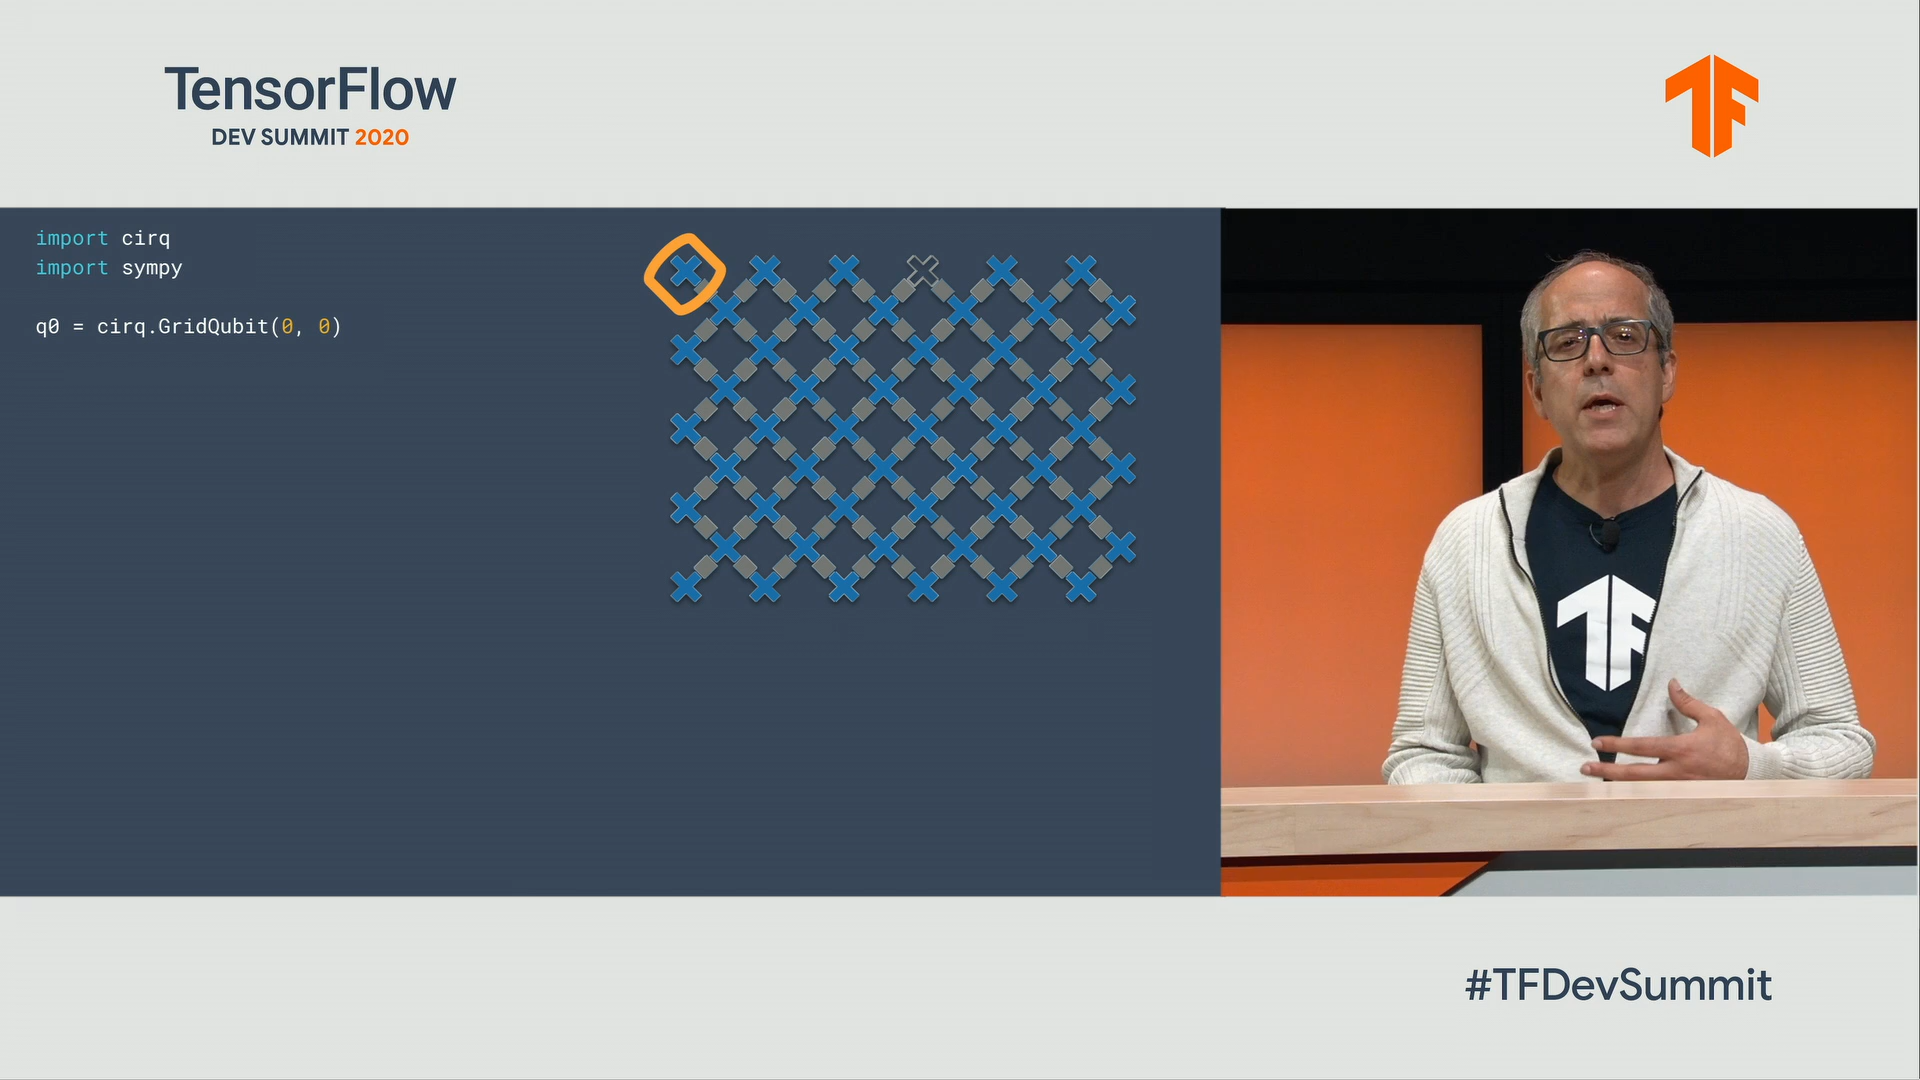 TensorFlow
DEV SUMMIT 2020
import cirq
import sympy
q0 = cirq.GridQubit(0, 0)
#TFDevSummit